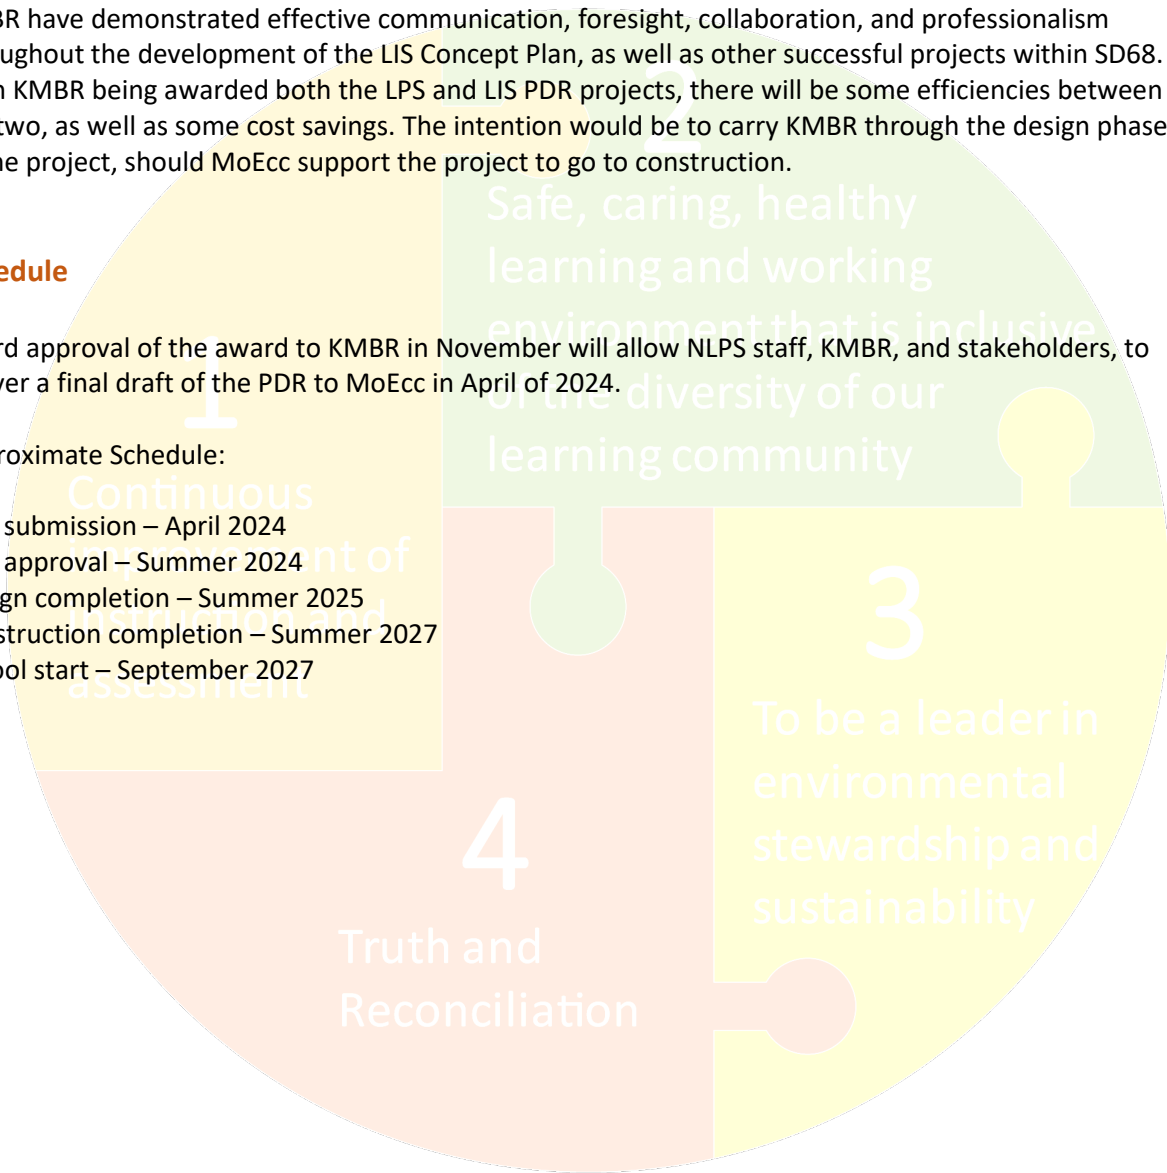 BR have demonstrated effective communication, foresight, collaboration, and professionalism
ughout the development of the LIS Concept Plan, as well as other successful projects within SD68.
h KMBR being awarded both the LPS and LIS PDR projects, there will be some efficiencies between
two, as well as some cost savings. The intention would be to carry KMBR through the design phase
he project, should MoEcc support the project to go to construction.
edule
rd approval of the award to KMBR in November will allow NLPS staff, KMBR, and stakeholders, to
ver a final draft of the PDR to MoEcc in April of 2024.
roximate Schedule:
submission – April 2024
approval – Summer 2024
gn completion – Summer 2025
struction completion – Summer 2027
ool start – September 2027
1
Continuous
improvement of
instruction and
assessment
2
Safe, caring, healthy
learning and working
environment that is inclusive
of the diversity of our
learning community
3
To be a leader in
environmental
stewardship and
sustainability
4
Truth and
Reconciliation